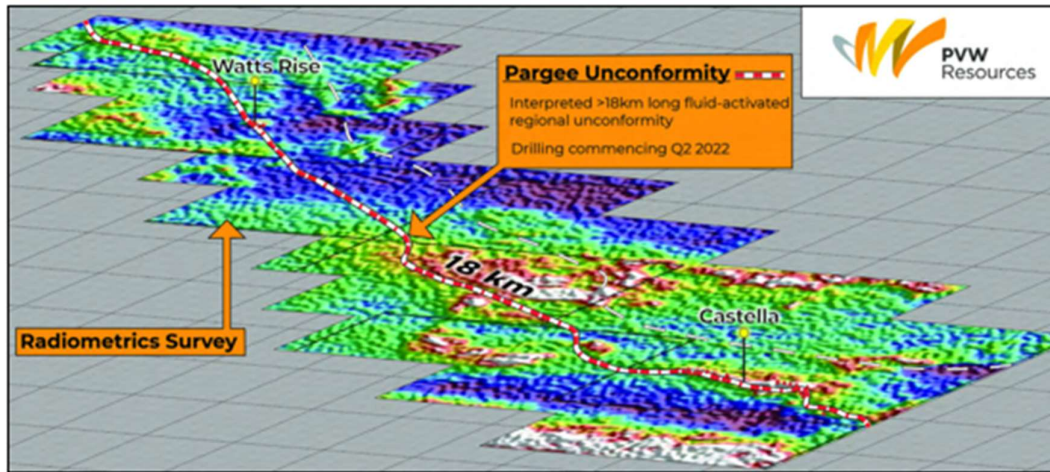 PVW
Resources
Watts Rise
Pargee Unconformity
Interpreted >18km long fluid-activated
regional unconformity
Drilling commencing Q2 2022
18 km
Castella
Radiometrics Survey